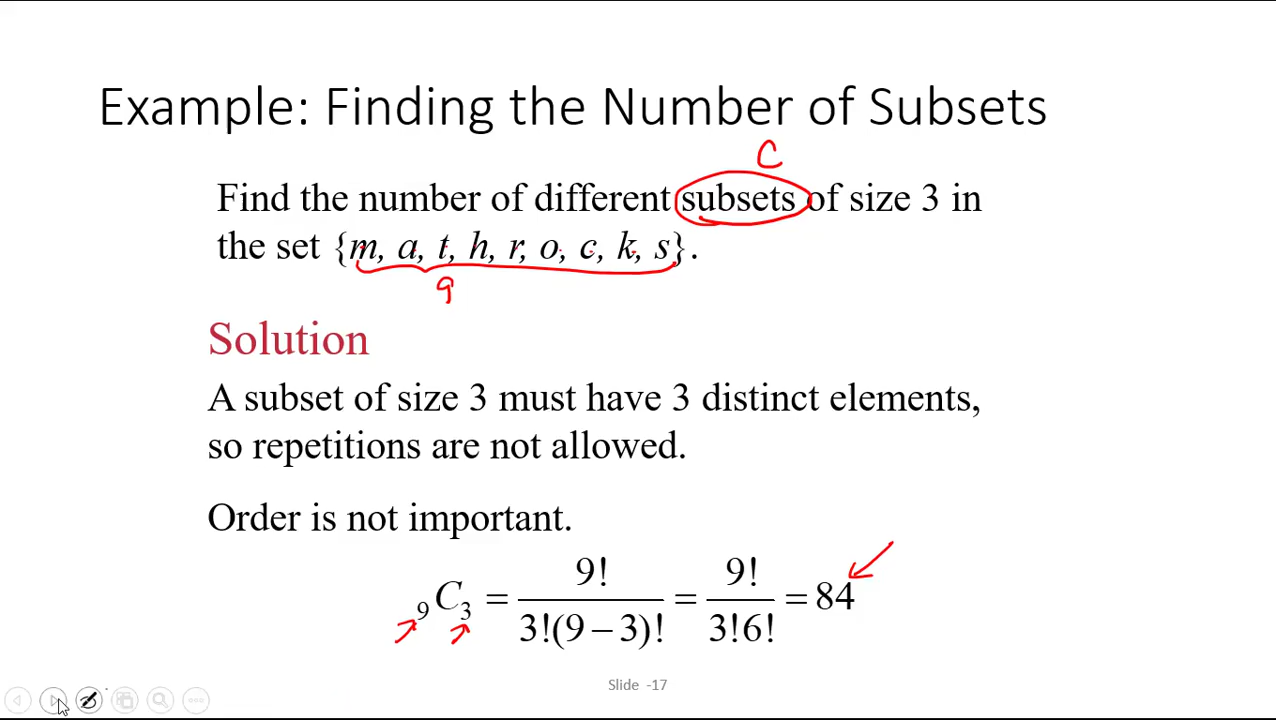 Example: Finding the Number of Subsets
C
Find the number of different subsets of size 3 in
the set {m, a, t, h, r, o, c, k, s}.
9
Solution
A subset of size 3 must have 3 distinct elements,
so repetitions are not allowed.
Order is not important.
₉C₃ = 9! / 3!(9 − 3)! = 9! / 3!6! = 84
Slide -17